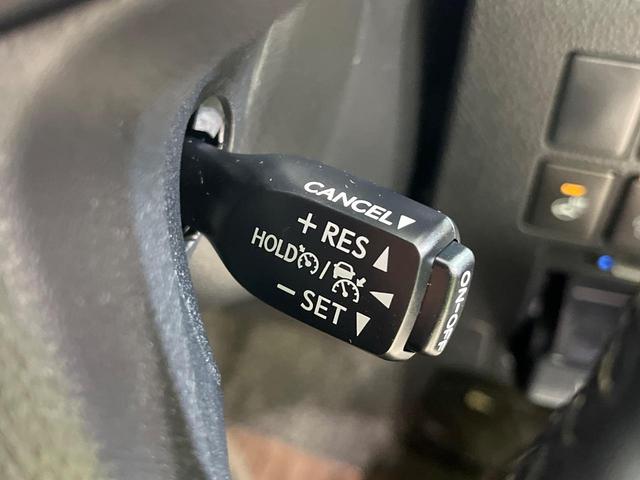 CANCEL▼
+ RES ▲
HOLD /
- SET ▼
ON-OFF